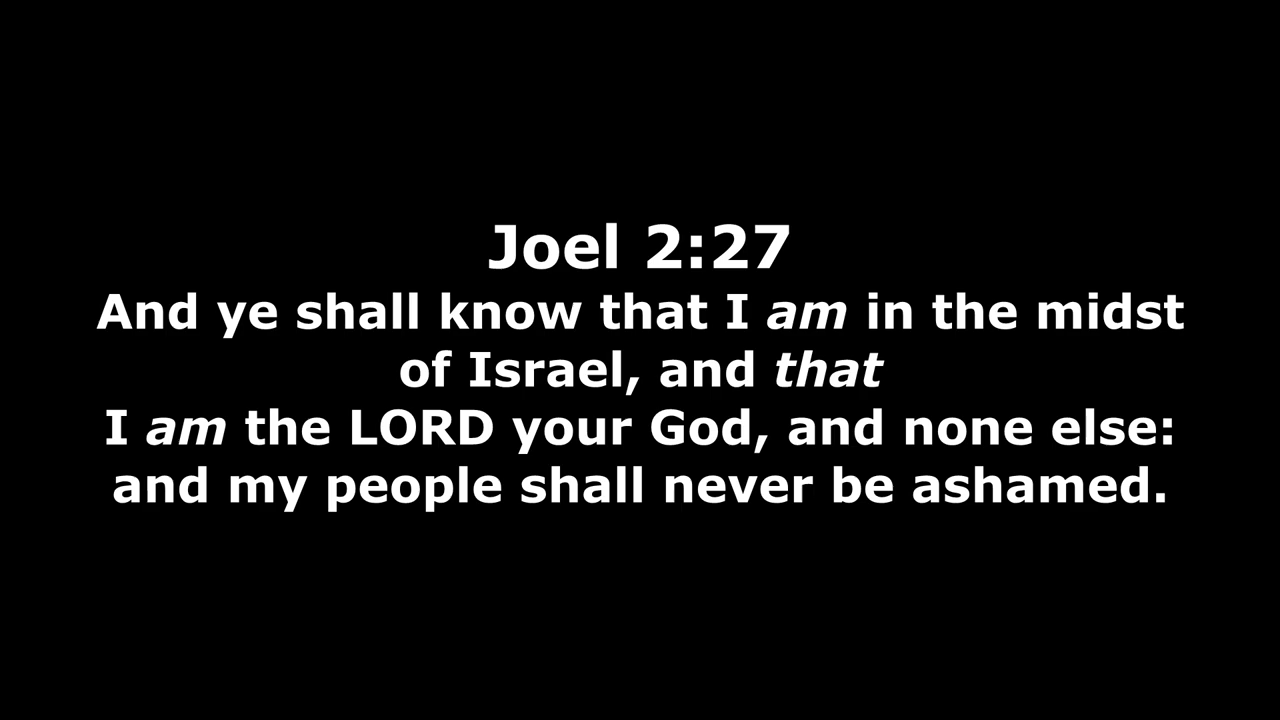 Joel 2:27
And ye shall know that I am in the midst
of Israel, and that
I am the LORD your God, and none else:
and my people shall never be ashamed.